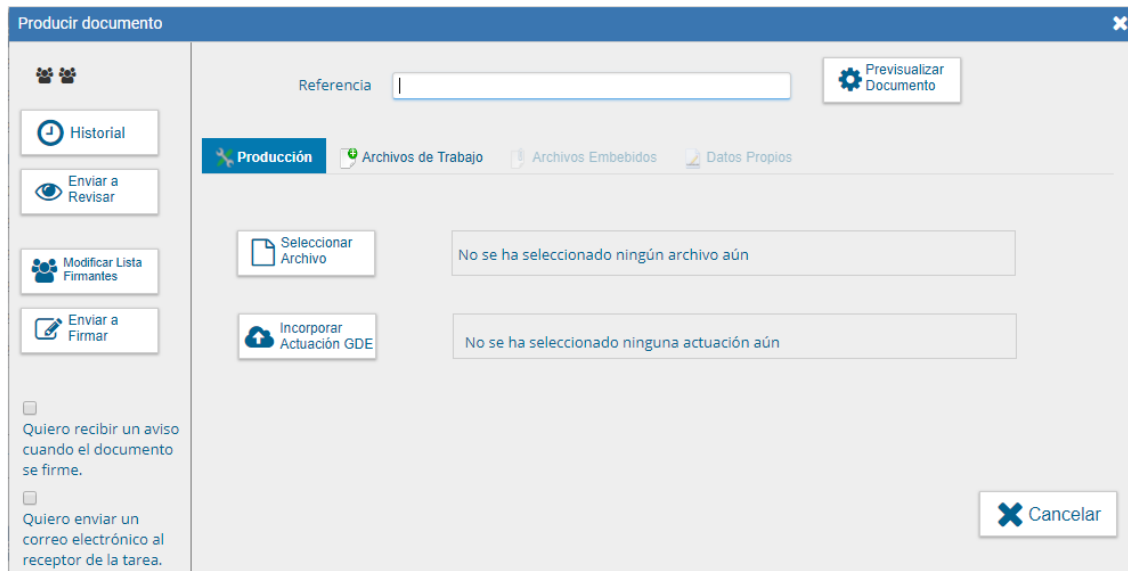 Producir documento
Referencia
Previsualizar
Documento
Historial
Enviar a
Revisar
Modificar Lista
Firmantes
Enviar a
Firmar
Quiero recibir un aviso
cuando el documento
se firme.
Quiero enviar un
correo electrónico al
receptor de la tarea.
Producción
Archivos de Trabajo
Archivos Embebidos
Datos Propios
Seleccionar
Archivo
No se ha seleccionado ningún archivo aún
Incorporar
Actuación GDE
No se ha seleccionado ninguna actuación aún
Cancelar